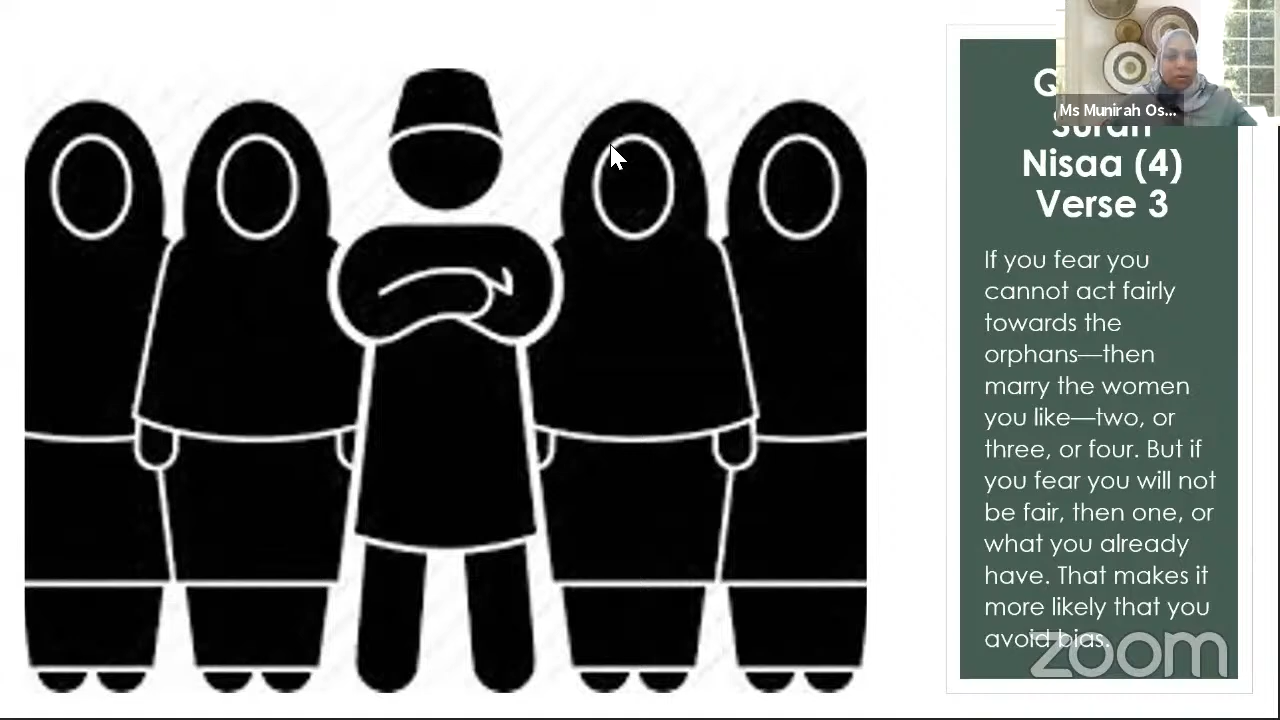 Ms Munirah Os...
Surah
Nisaa (4)
Verse 3
If you fear you
cannot act fairly
towards the
orphans—then
marry the women
you like—two, or
three, or four. But if
you fear you will not
be fair, then one, or
what you already
have. That makes it
more likely that you
avoid bias.
zoom